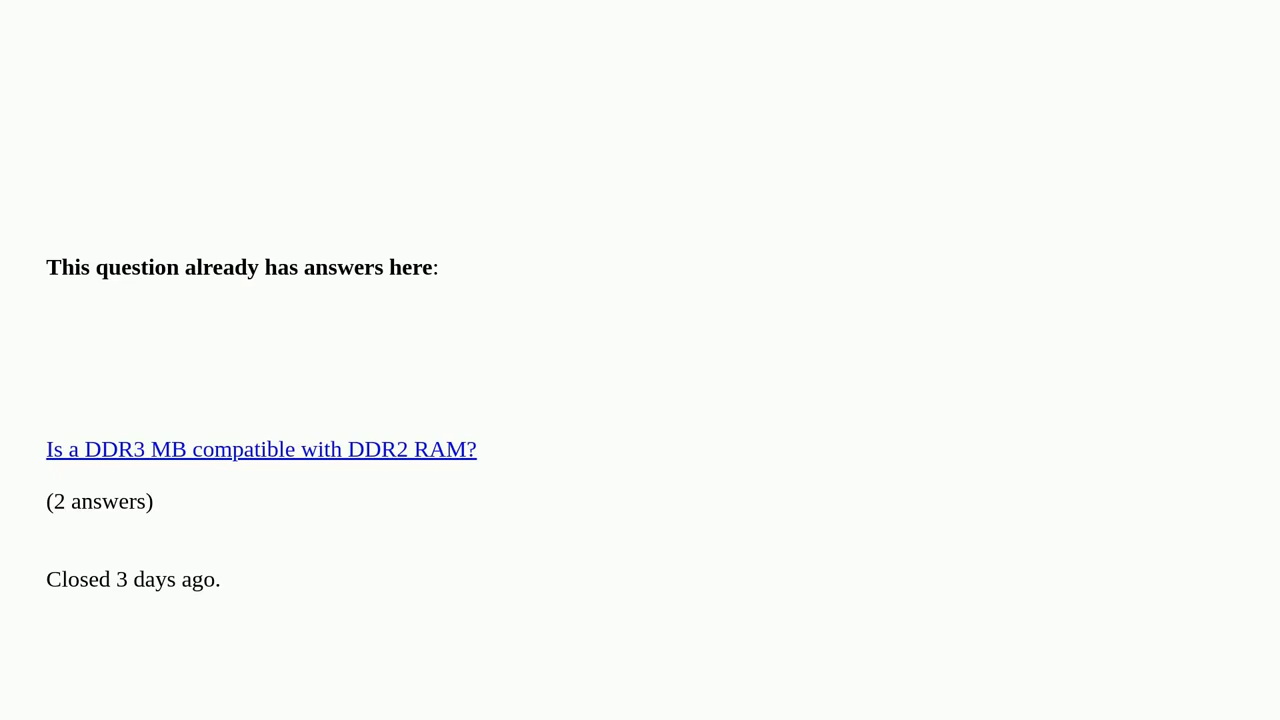 This question already has answers here:
Is a DDR3 MB compatible with DDR2 RAM?
(2 answers)
Closed 3 days ago.